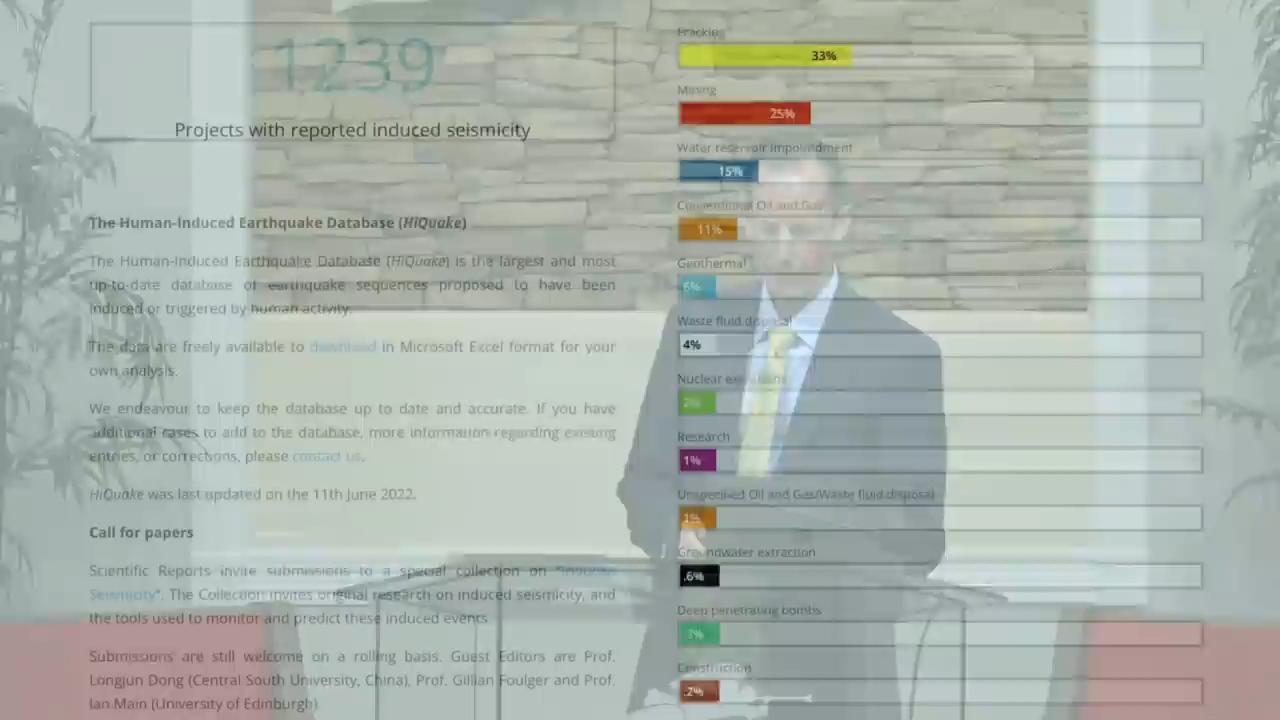 1239
Projects with reported induced seismicity
The Human-Induced Earthquake Database (HiQuake)
The Human-Induced Earthquake Database (HiQuake) is the largest and most
up-to-date database of earthquake sequences proposed to have been
induced or triggered by human activity.
The data are freely available to download in Microsoft Excel format for your
own analysis.
We endeavour to keep the database up to date and accurate. If you have
additional cases to add to the database, more information regarding existing
entries, or corrections, please contact us.
HiQuake was last updated on the 11th June 2022.
Call for papers
Scientific Reports invite submissions to a special collection on "Induced
Seismicity". The Collection invites original research on induced seismicity, and
the tools used to monitor and predict these induced events
Submissions are still welcome on a rolling basis. Guest Editors are Prof.
Longjun Dong (Central South University, China), Prof. Gillian Foulger and Prof.
Ian Main (University of Edinburgh)
Fracking
33%
Mining
25%
Water reservoir impoundment
15%
Conventional Oil and Gas
11%
Geothermal
6%
Waste fluid disposal
4%
Nuclear explosions
2%
Research
1%
Unspecified Oil and Gas/Waste fluid disposal
1%
Groundwater extraction
.6%
Deep penetrating bombs
.3%
Construction
.2%